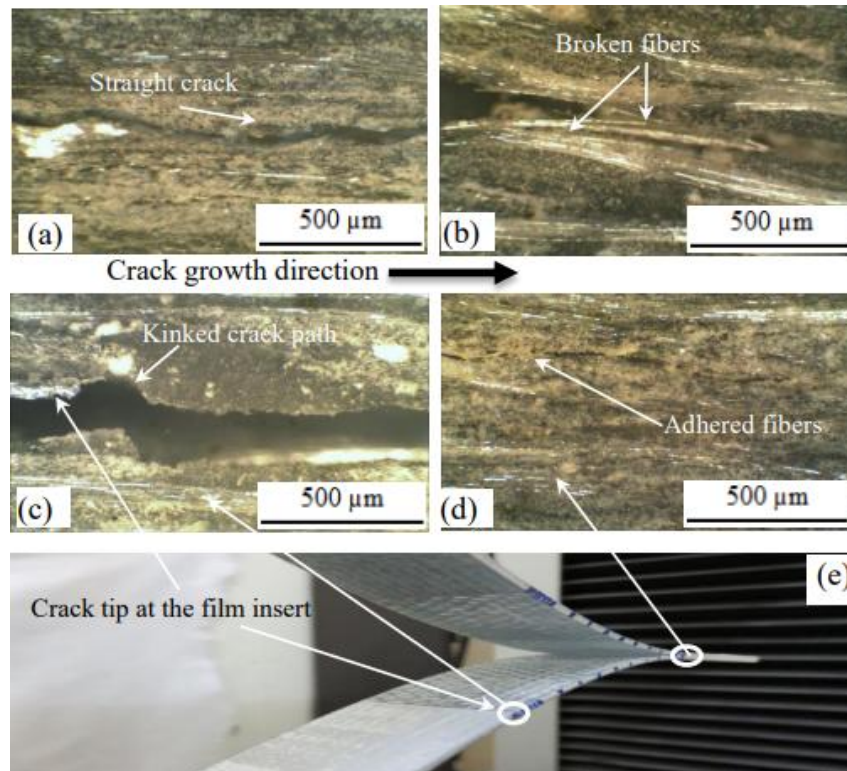 Straight crack
(a)
500 µm
Broken fibers
(b)
500 µm
Crack growth direction
Kinked crack path
(c)
500 µm
Adhered fibers
(d)
500 µm
Crack tip at the film insert
(e)